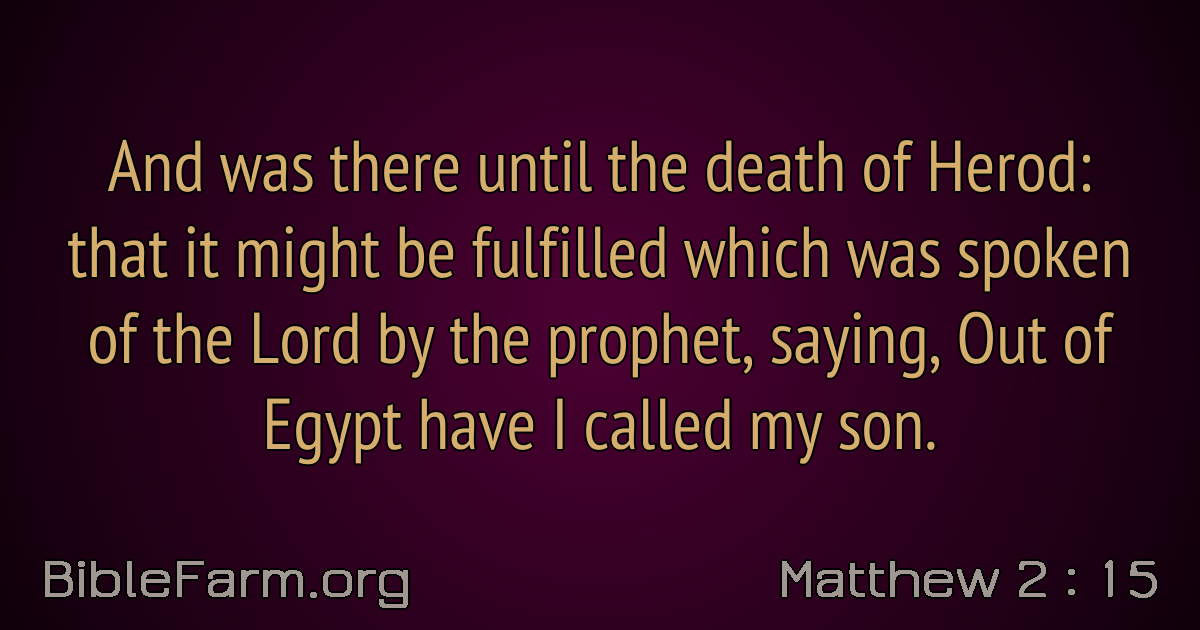 And was there until the death of Herod:
that it might be fulfilled which was spoken
of the Lord by the prophet, saying, Out of
Egypt have I called my son.
BibleFarm.org
Matthew 2 : 15